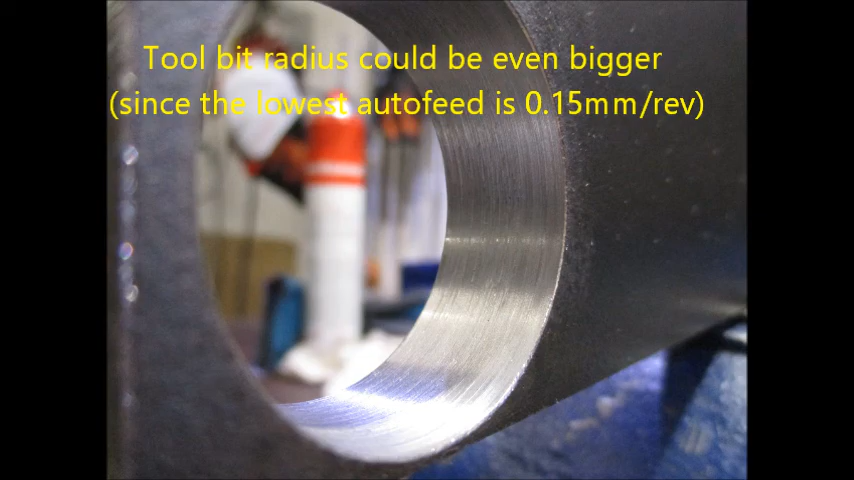 Tool bit radius could be even bigger
(since the lowest autofeed is 0.15mm/rev)